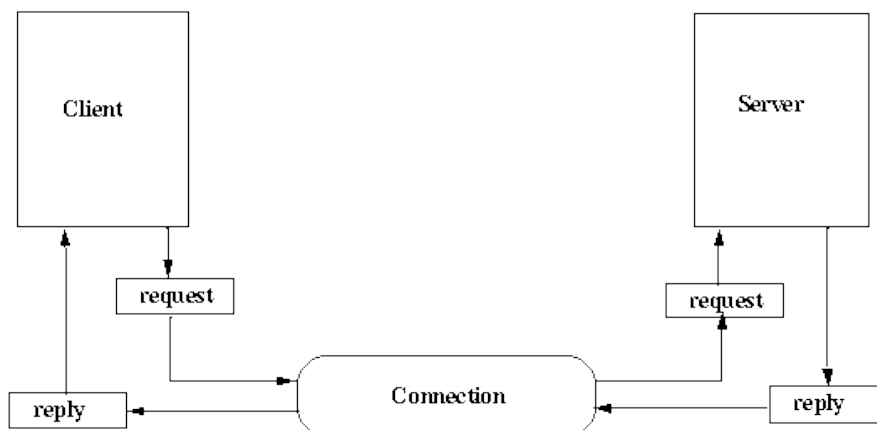 Client
Server
request
request
Connection
reply
reply